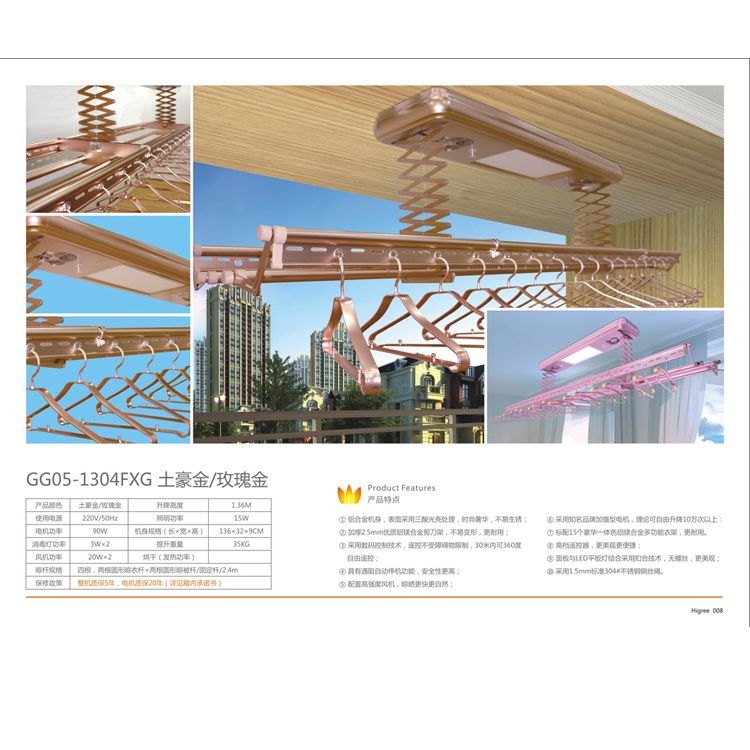 GG05-1304FXG 土豪金/玫瑰金
产品颜色 土豪金/玫瑰金 升降高度 1.36M
使用电源 220V/50Hz 照明功率 15W
电机功率 90W 机身规格（长×宽×高） 136×32×9CM
消毒灯功率 3W×2 提升重量 35KG
风机功率 20W×2 烘干（发热功率）
晾杆规格 四根，两根圆形晾衣杆+两根圆形晾被杆/固定杆/2.4m
保修政策 整机质保5年，电机质保20年（详见箱内承诺书）
Product Features
产品特点
① 铝合金机身，表面采用三酸光亮处理，时尚奢华，不易生锈；
② 加厚2.5mm优质铝镁合金剪刀架，不易变形，更耐用；
③ 采用数码控制技术，遥控不受障碍物限制，30米内可360度
自由遥控；
④ 具有遇阻自动停机功能，安全性更高；
⑤ 配置高强度风机，晾晒更快更自然；
⑥ 采用知名品牌加强型电机，理论可自由升降10万次以上；
⑦ 标配15个豪华一体色铝镁合金多功能衣架，更耐用。
⑧ 高档遥控器，更美观更便捷；
⑨ 面板与LED平板灯结合采用扣合技术，无螺丝，更美观；
⑩ 采用1.5mm标准304#不锈钢钢丝绳。
Higree 008